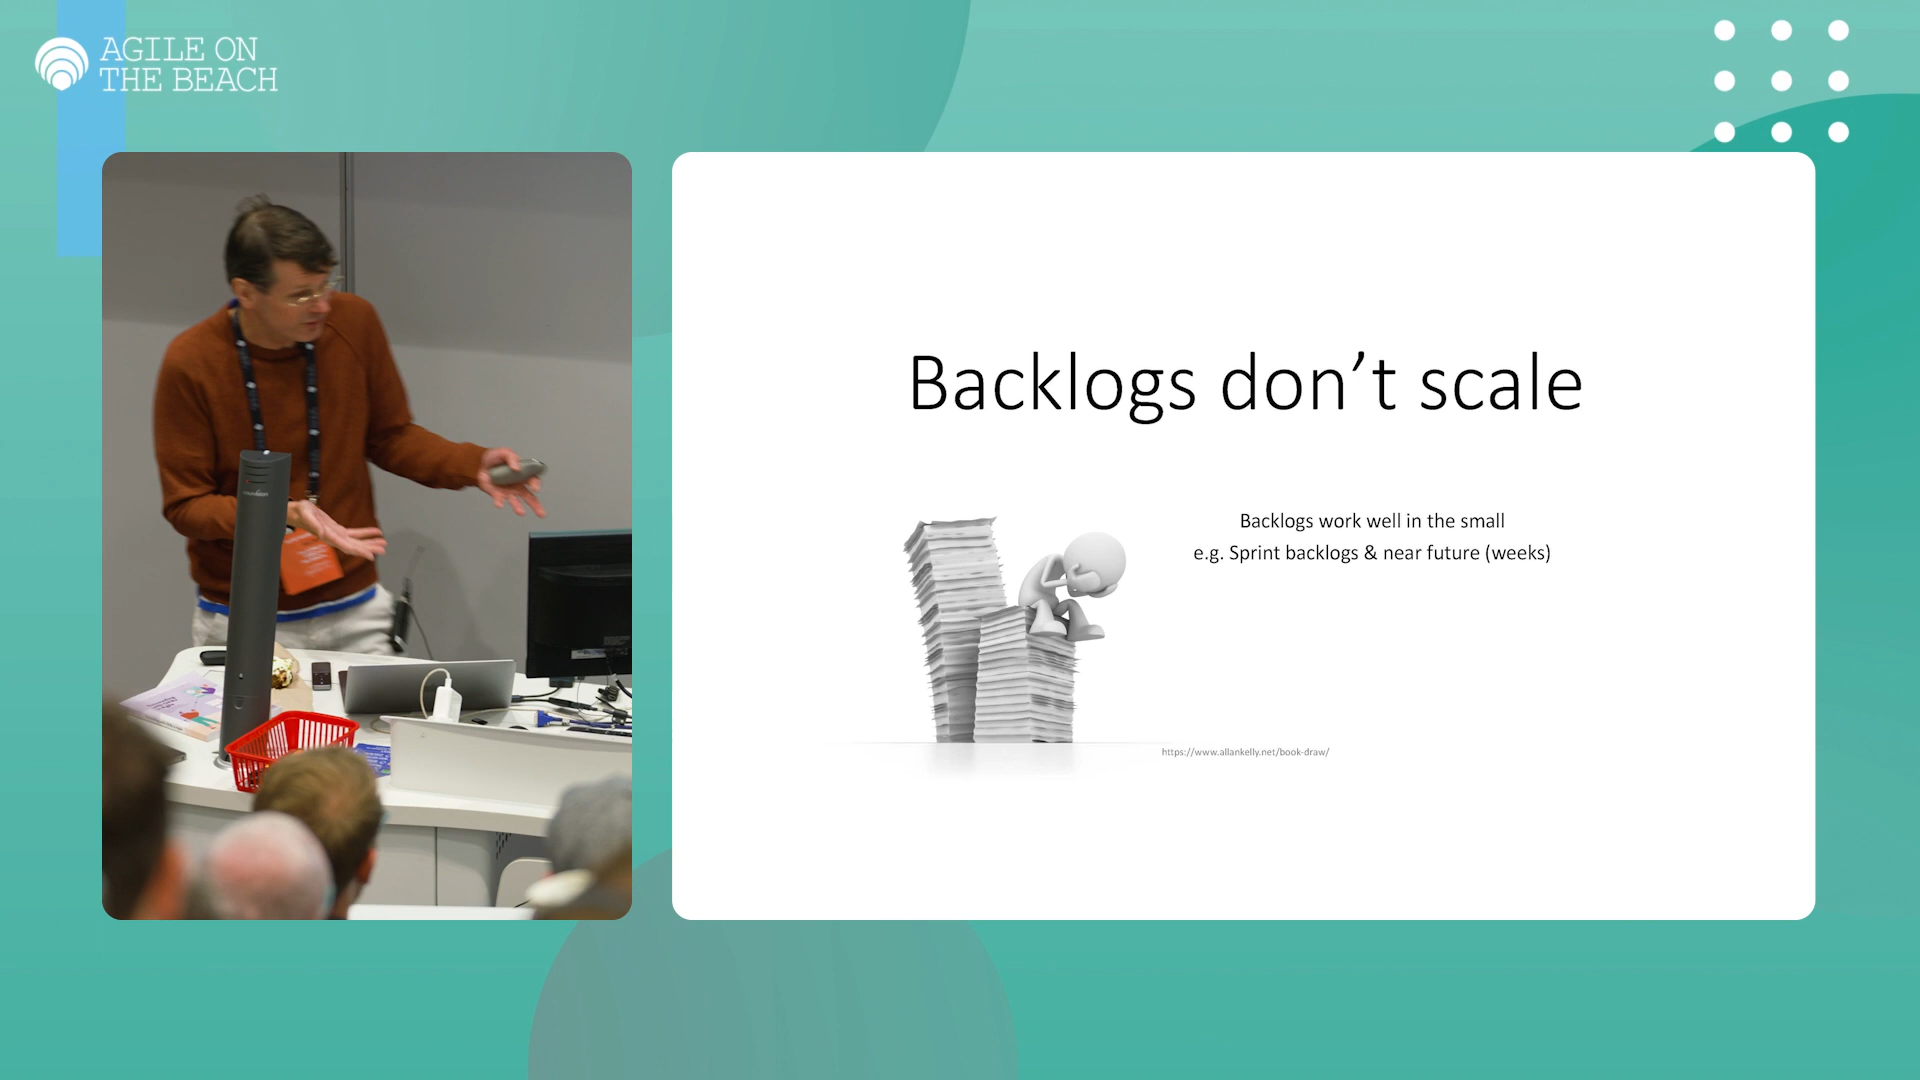 AGILE ON
THE BEACH
Backlogs don’t scale
Backlogs work well in the small
e.g. Sprint backlogs & near future (weeks)
https://www.allankelly.net/book-draw/